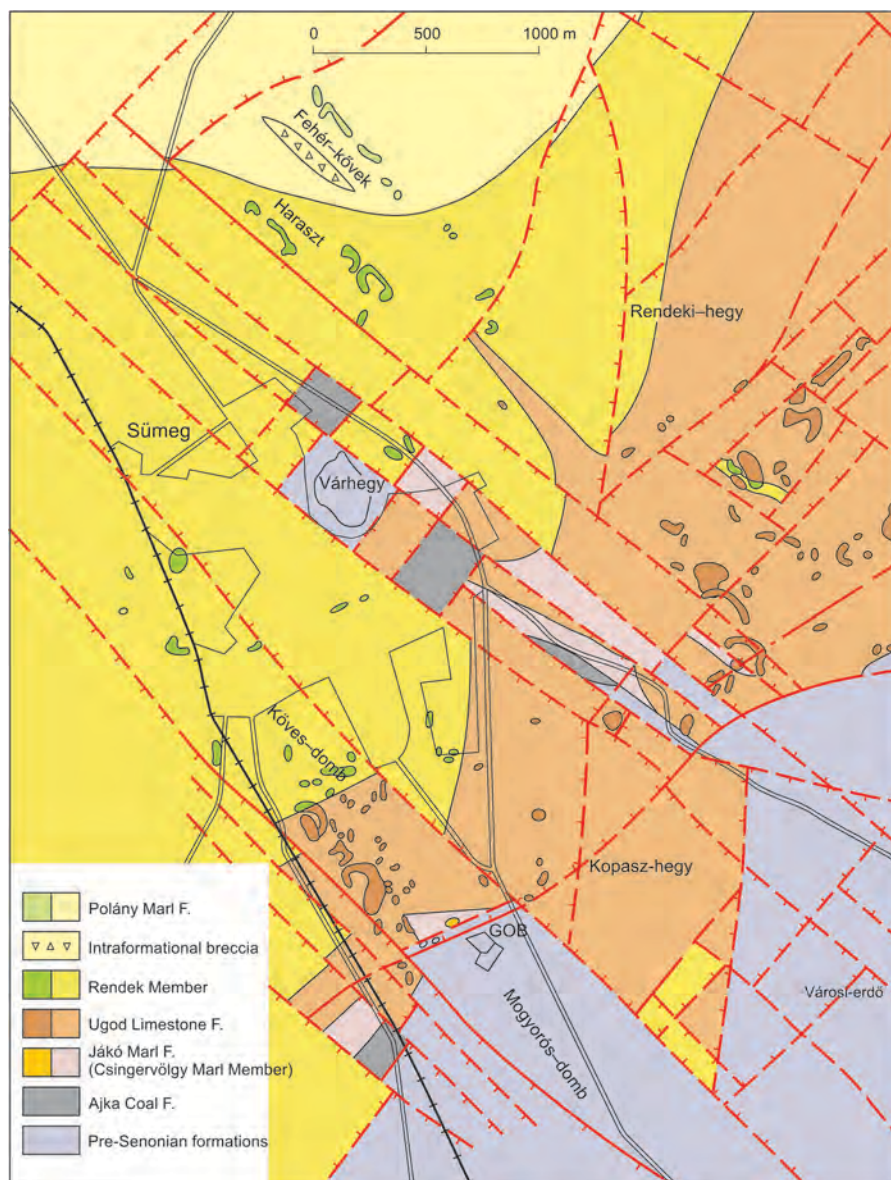 0 500 1000 m
Fehér–kövek
Haraszt
Rendeki–hegy
Sümeg
Várhegy
Köves–domb
Kopasz-hegy
GOB
Mogyorós–domb
Városi-erdő
Polány Marl F.
Intraformational breccia
Rendek Member
Ugod Limestone F.
Jákó Marl F.
(Csingervölgy Marl Member)
Ajka Coal F.
Pre-Senonian formations